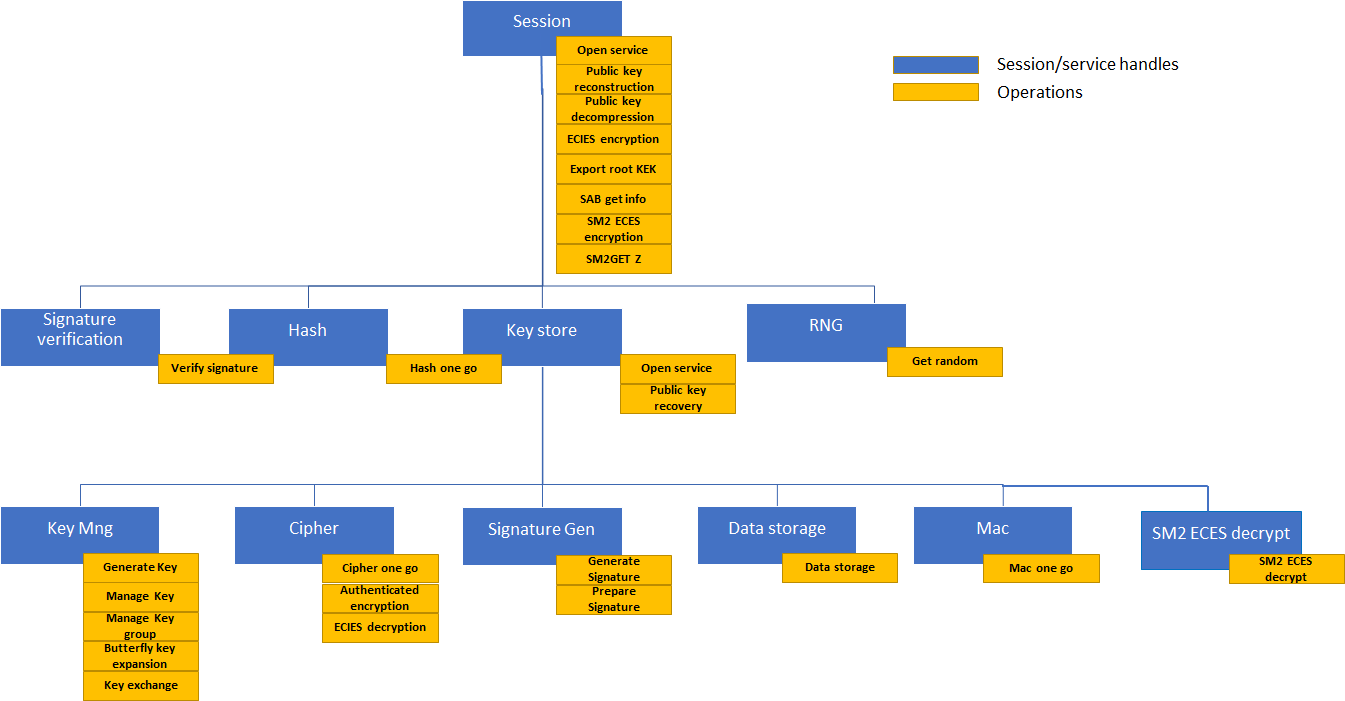 Session
Open service
Public key
reconstruction
Public key
decompression
ECIES encryption
Export root KEK
SAB get info
SM2 ECES
encryption
SM2GET Z
Session/service handles
Operations
Signature
verification
Verify signature
Hash
Hash one go
Key store
Open service
Public key
recovery
RNG
Get random
Key Mng
Generate Key
Manage Key
Manage Key
group
Butterfly key
expansion
Key exchange
Cipher
Cipher one go
Authenticated
encryption
ECIES decryption
Signature Gen
Generate
Signature
Prepare
Signature
Data storage
Data storage
Mac
Mac one go
SM2 ECES decrypt
SM2 ECES
decrypt